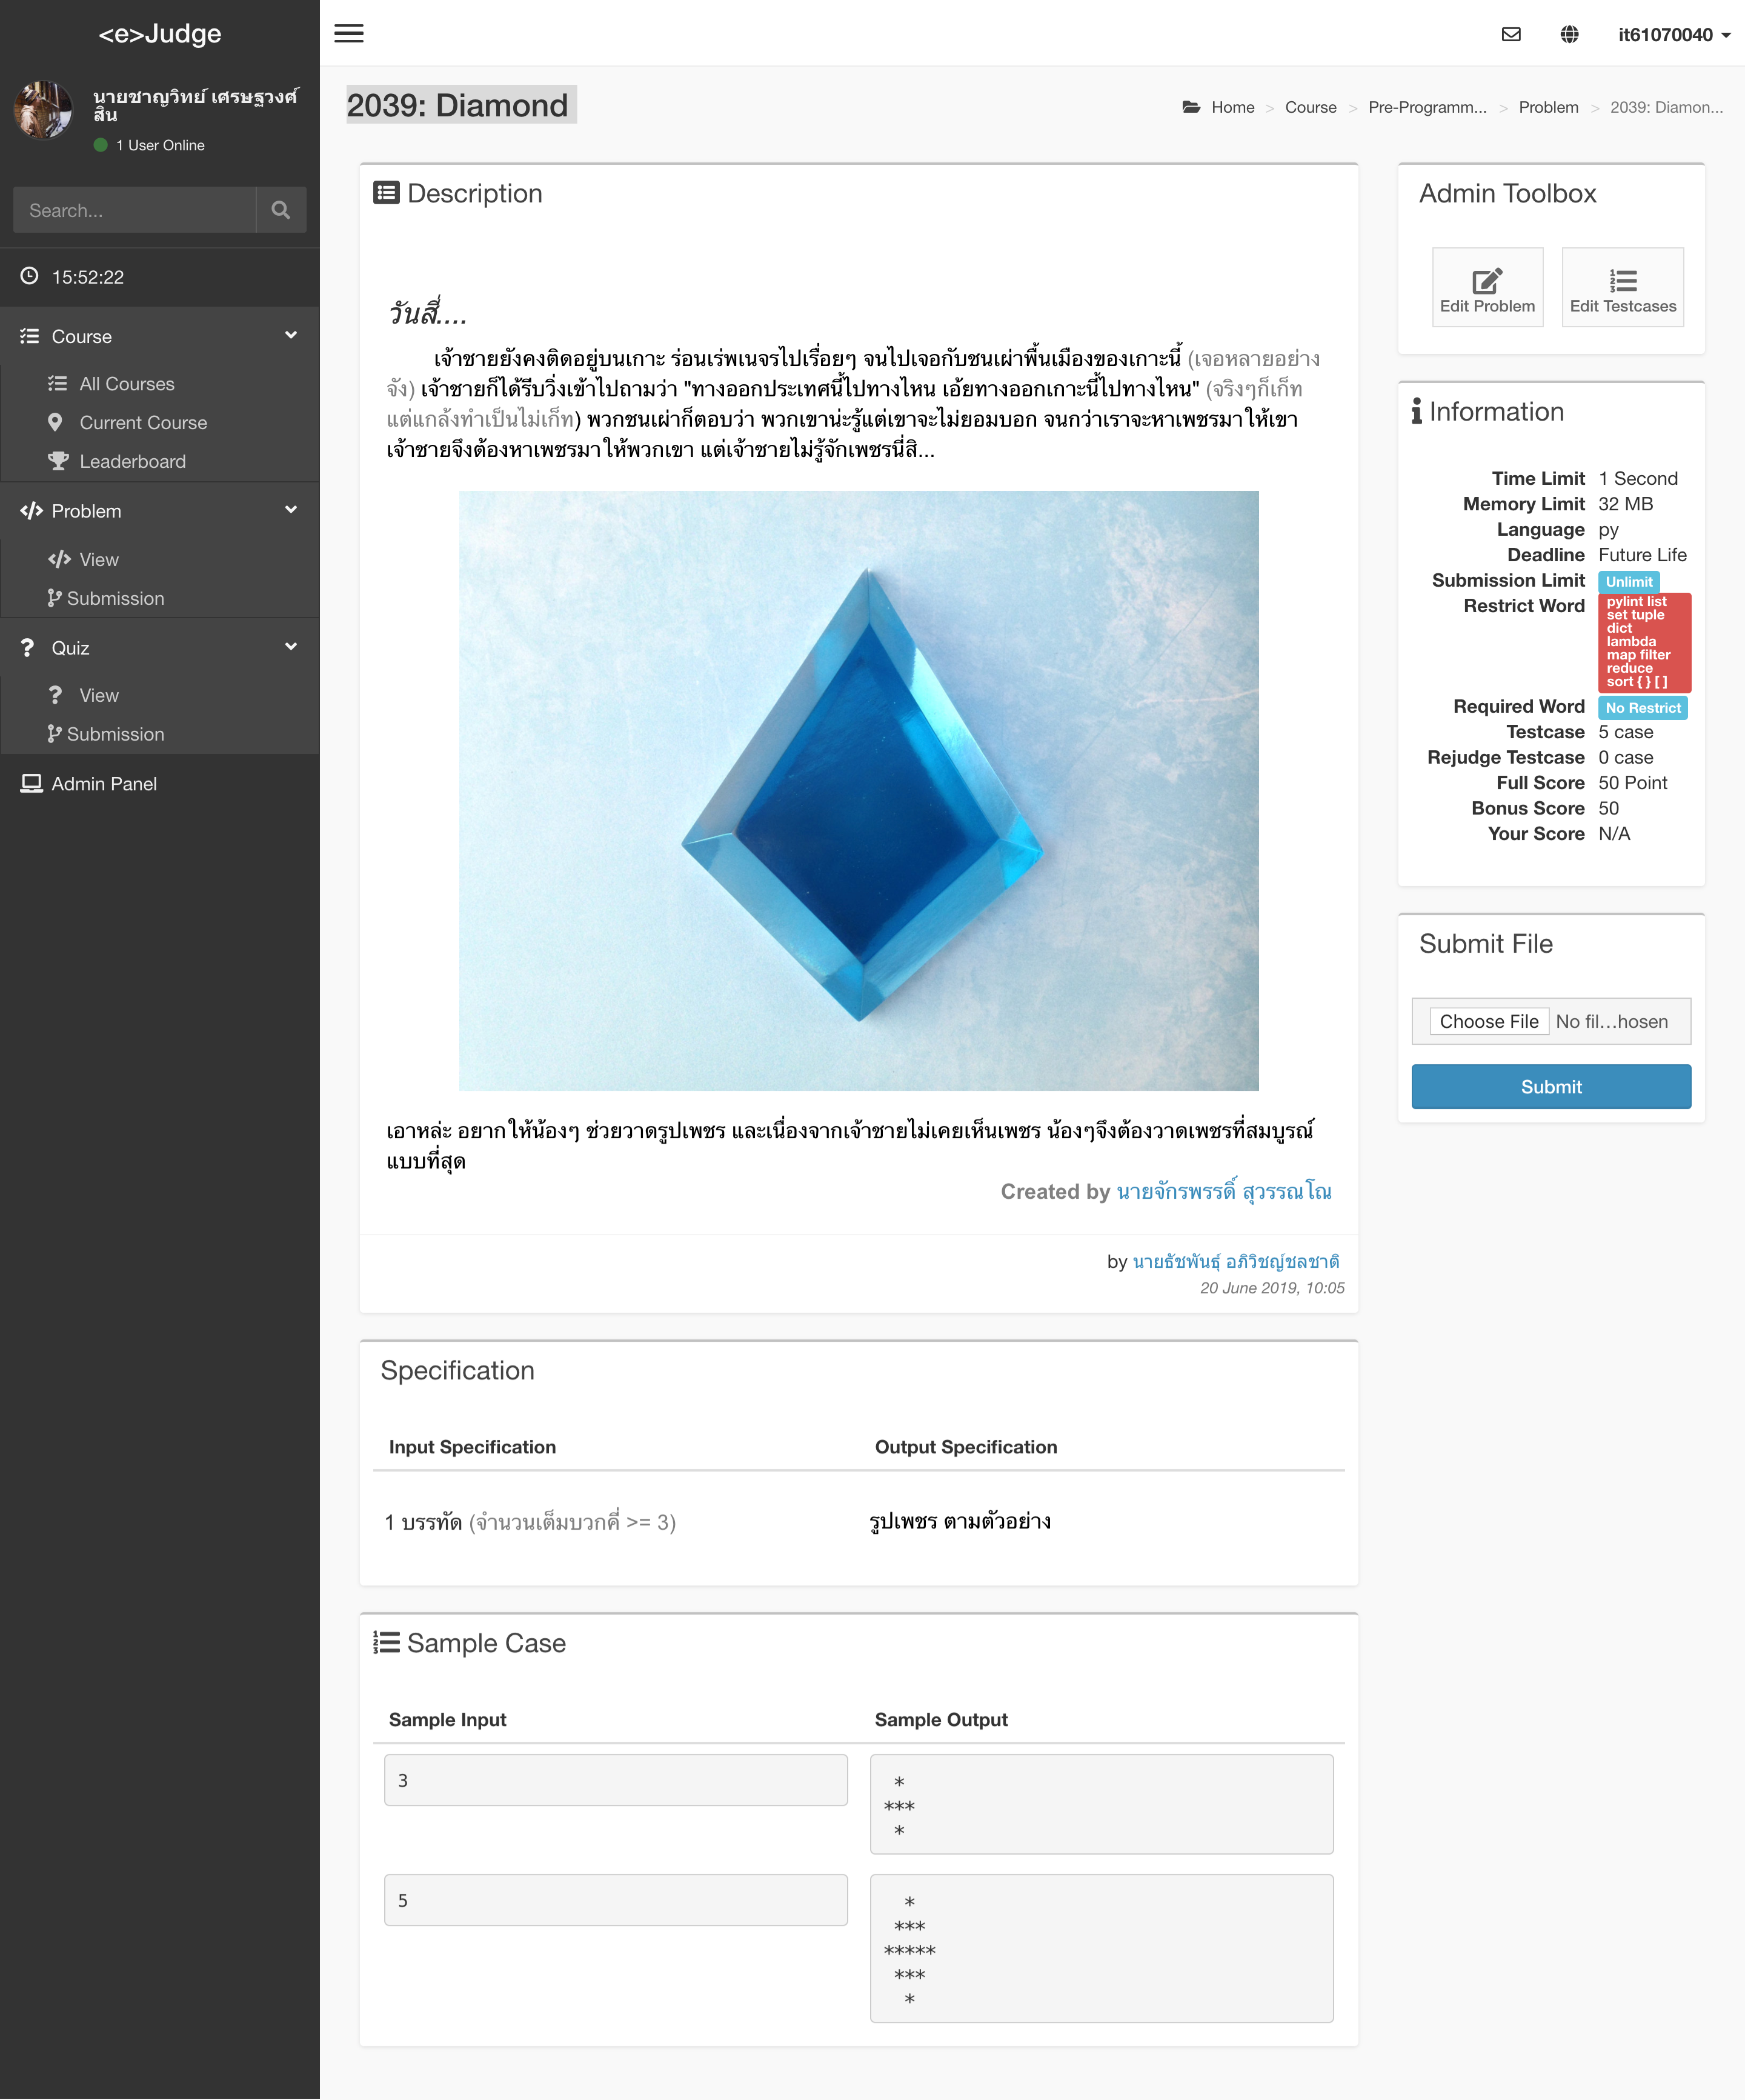 <e>Judge
it61070040
นายชาญวิทย์ เศรษฐวงศ์
สิน
1 User Online
Search...
15:52:22
Course
All Courses
Current Course
Leaderboard
Problem
View
Submission
Quiz
View
Submission
Admin Panel
2039: Diamond
Home > Course > Pre-Programm... > Problem > 2039: Diamon...
Description
วันสี่....
เจ้าชายยังคงติดอยู่บนเกาะ ร่อนเร่พเนจรไปเรื่อยๆ จนไปเจอกับชนเผ่าพื้นเมืองของเกาะนี้ (เจอหลายอย่าง
จัง) เจ้าชายก็ได้รีบวิ่งเข้าไปถามว่า "ทางออกประเทศนี้ไปทางไหน เอ้ยทางออกเกาะนี้ไปทางไหน" (จริงๆก็เก็ท
แต่แกล้งทำเป็นไม่เก็ท) พวกชนเผ่าก็ตอบว่า พวกเขาน่ะรู้แต่เขาจะไม่ยอมบอก จนกว่าเราจะหาเพชรมาให้เขา
เจ้าชายจึงต้องหาเพชรมาให้พวกเขา แต่เจ้าชายไม่รู้จักเพชรนี่สิ...
เอาหล่ะ อยากให้น้องๆ ช่วยวาดรูปเพชร และเนื่องจากเจ้าชายไม่เคยเห็นเพชร น้องๆจึงต้องวาดเพชรที่สมบูรณ์
แบบที่สุด
Created by นายจักรพรรดิ์ สุวรรณโณ
by นายธัชพันธุ์ อภิวิชญ์ชลชาติ
20 June 2019, 10:05
Specification
Input Specification Output Specification
1 บรรทัด (จำนวนเต็มบวกคี่ >= 3) รูปเพชร ตามตัวอย่าง
Sample Case
Sample Input Sample Output
3
 *
***
 *
5
  *
 ***
*****
 ***
  *
Admin Toolbox
Edit Problem Edit Testcases
Information
Time Limit 1 Second
Memory Limit 32 MB
Language py
Deadline Future Life
Submission Limit Unlimit
Restrict Word pylint list
set tuple
dict
lambda
map filter
reduce
sort { } [ ]
Required Word No Restrict
Testcase 5 case
Rejudge Testcase 0 case
Full Score 50 Point
Bonus Score 50
Your Score N/A
Submit File
Choose File No fil...hosen
Submit